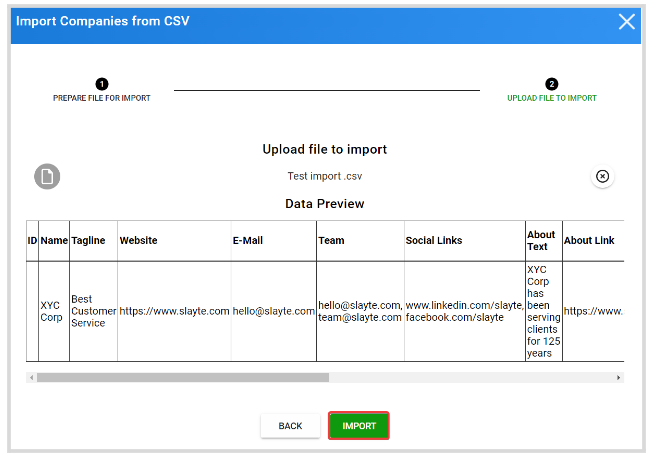 Import Companies from CSV
1
2
PREPARE FILE FOR IMPORT
UPLOAD FILE TO IMPORT
Upload file to import
Test import .csv
Data Preview
ID Name Tagline Website E-Mail Team Social Links About Text About Link
XYC Corp
Best Customer Service
https://www.slayte.com
hello@slayte.com
hello@slayte.com,
team@slayte.com
www.linkedin.com/slayte,
facebook.com/slayte
XYC
Corp
has
been
serving
clients
for 125
years
https://www.
BACK
IMPORT